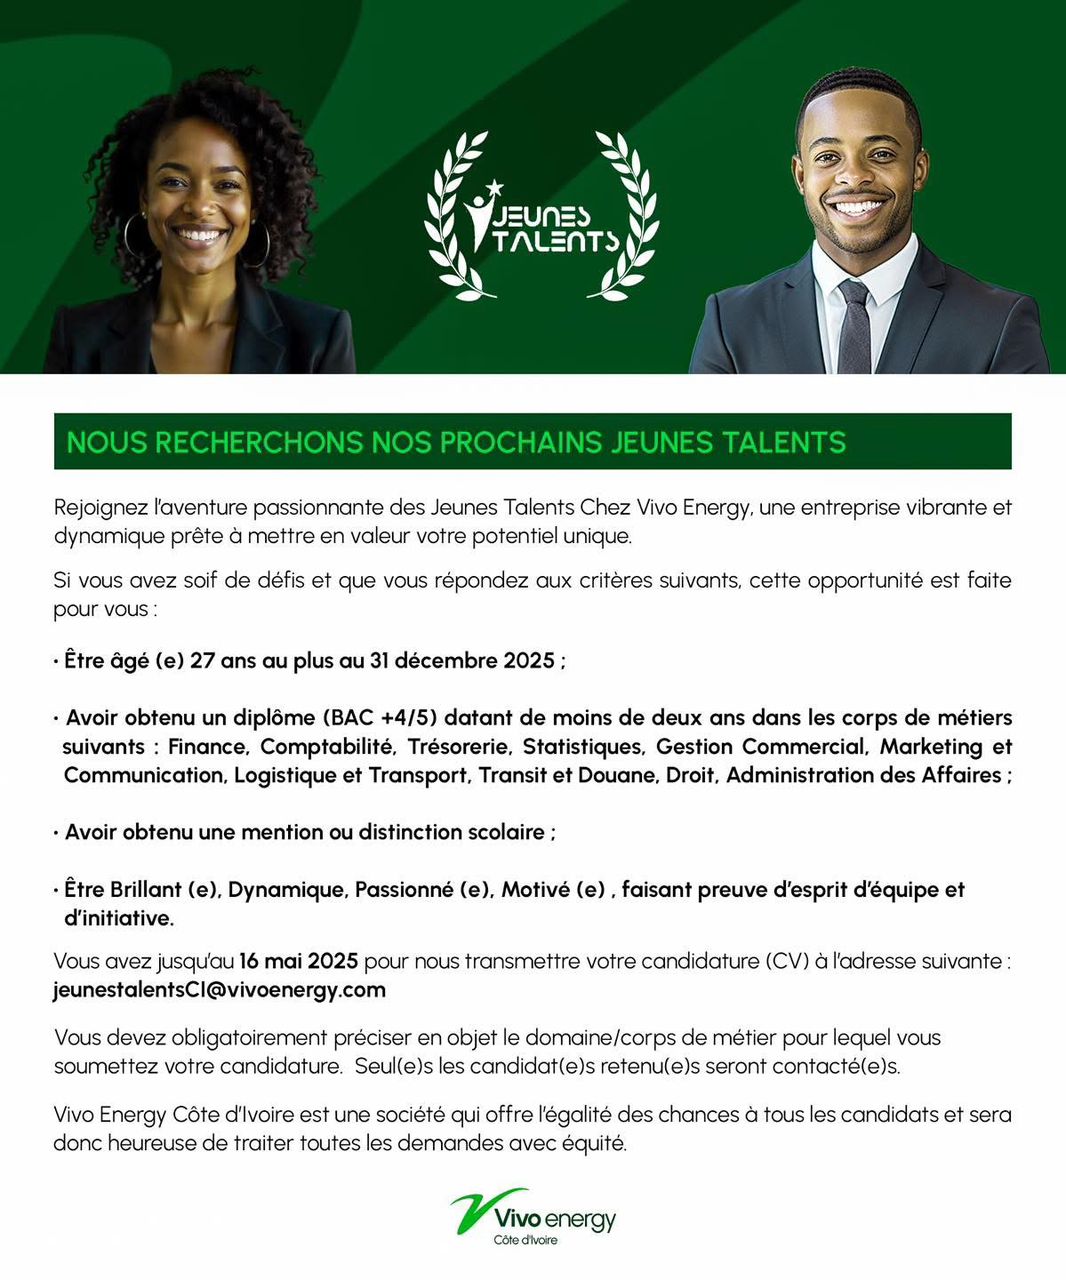 JEUNES
TALENTS
NOUS RECHERCHONS NOS PROCHAINS JEUNES TALENTS
Rejoignez l'aventure passionnante des Jeunes Talents Chez Vivo Energy, une entreprise vibrante et
dynamique prête à mettre en valeur votre potentiel unique.
Si vous avez soif de défis et que vous répondez aux critères suivants, cette opportunité est faite
pour vous :
• Être âgé (e) 27 ans au plus au 31 décembre 2025 ;
• Avoir obtenu un diplôme (BAC +4/5) datant de moins de deux ans dans les corps de métiers
suivants : Finance, Comptabilité, Trésorerie, Statistiques, Gestion Commercial, Marketing et
Communication, Logistique et Transport, Transit et Douane, Droit, Administration des Affaires ;
• Avoir obtenu une mention ou distinction scolaire ;
• Être Brillant (e), Dynamique, Passionné (e), Motivé (e) , faisant preuve d'esprit d'équipe et
d'initiative.
Vous avez jusqu'au 16 mai 2025 pour nous transmettre votre candidature (CV) à l'adresse suivante :
jeunestalentsCI@vivoenergy.com
Vous devez obligatoirement préciser en objet le domaine/corps de métier pour lequel vous
soumettez votre candidature. Seul(e)s les candidat(e)s retenu(e)s seront contacté(e)s.
Vivo Energy Côte d'Ivoire est une société qui offre l'égalité des chances à tous les candidats et sera
donc heureuse de traiter toutes les demandes avec équité.
Vivo energy
Côte d'Ivoire